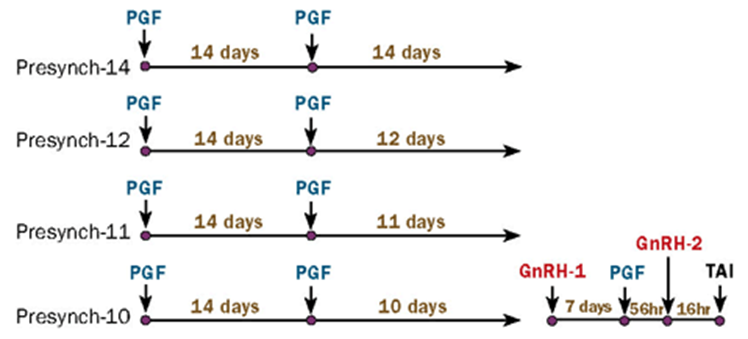 PGF PGF
14 days 14 days
Presynch-14
PGF PGF
14 days 12 days
Presynch-12
PGF PGF
14 days 11 days
Presynch-11
GnRH-2
PGF PGF GnRH-1 PGF TAI
14 days 10 days 7 days 56hr 16hr
Presynch-10